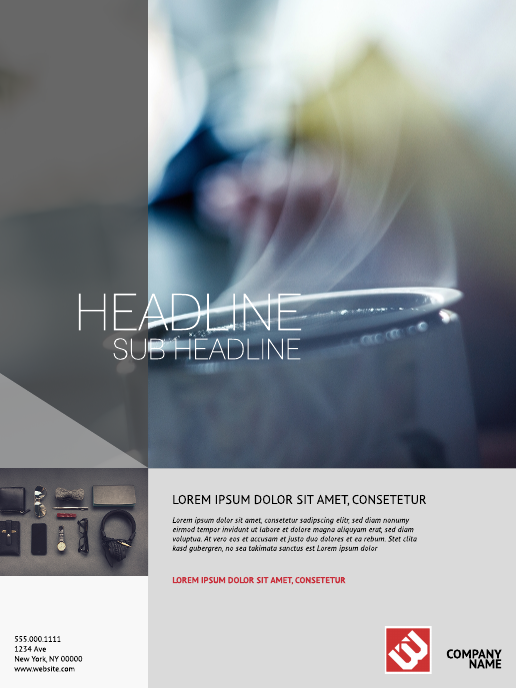 HEADLINE
SUB HEADLINE
LOREM IPSUM DOLOR SIT AMET, CONSETETUR
Lorem ipsum dolor sit amet, consetetur sadipscing elitr, sed diam nonumy
eirmod tempor invidunt ut labore et dolore magna aliquyam erat, sed diam
voluptua. At vero eos et accusam et justo duo dolores et ea rebum. Stet clita
kasd gubergren, no sea takimata sanctus est Lorem ipsum dolor
LOREM IPSUM DOLOR SIT AMET, CONSETETUR
555.000.1111
1234 Ave
New York, NY 00000
www.website.com
COMPANY
NAME